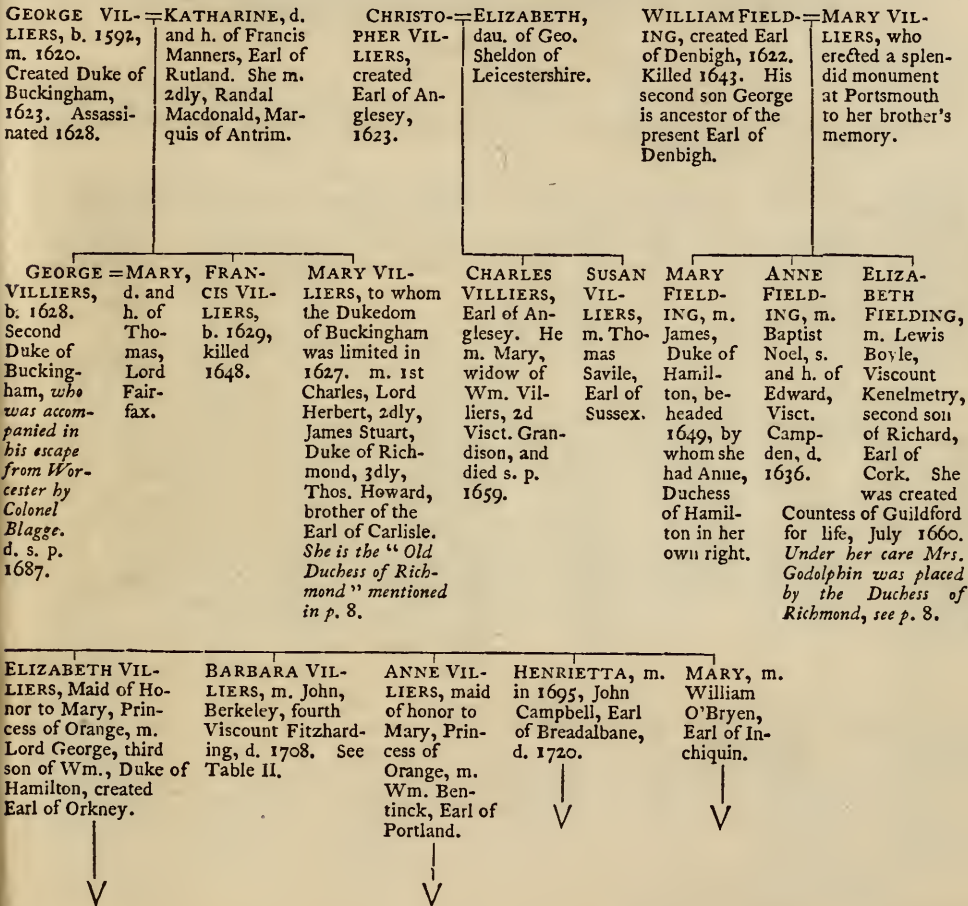 GEORGE VIL-
LIERS, b. 1592,
m. 1620.
Created Duke of
Buckingham,
1623. Assassi-
nated 1628.
=
KATHARINE, d.
and h. of Francis
Manners, Earl of
Rutland. She m.
2dly, Randal
Macdonald, Mar-
quis of Antrim.
CHRISTO-
PHER VIL-
LIERS,
created
Earl of An-
glesey,
1623.
=
ELIZABETH,
dau. of Geo.
Sheldon of
Leicestershire.
WILLIAM FIELD-
ING, created Earl
of Denbigh, 1622.
Killed 1643. His
second son George
is ancestor of the
present Earl of
Denbigh.
=
MARY VIL-
LIERS, who
erected a splen-
did monument
at Portsmouth
to her brother's
memory.
GEORGE
VILLIERS,
b. 1628.
Second
Duke of
Bucking-
ham, who
was accom-
panied in
his escape
from Wor-
cester by
Colonel
Blagge.
d. s. p.
1687.
=
MARY,
d. and
h. of
Tho-
mas,
Lord
Fair-
fax.
FRAN-
CIS VIL-
LIERS,
b. 1629,
killed
1648.
MARY VIL-
LIERS, to whom
the Dukedom
of Buckingham
was limited in
1627. m. 1st
Charles, Lord
Herbert, 2dly,
James Stuart,
Duke of Rich-
mond, 3dly,
Thos. Howard,
brother of the
Earl of Carlisle.
She is the "Old
Duchess of Rich-
mond" mentioned
in p. 8.
CHARLES
VILLIERS,
Earl of An-
glesey. He
m. Mary,
widow of
Wm. Vil-
liers, 2d
Visct. Gran-
dison, and
died s. p.
1659.
SUSAN
VIL-
LIERS,
m. Tho-
mas
Savile,
Earl of
Sussex.
MARY
FIELD-
ING, m.
James,
Duke of
Hamil-
ton, be-
headed
1649, by
whom she
had Anne,
Duchess
of Hamil-
ton in her
own right.
ANNE
FIELD-
ING, m.
Baptist
Noel, s.
and h. of
Edward,
Visct.
Camp-
den, d.
1636.
ELIZA-
BETH
FIELDING,
m. Lewis
Boyle,
Viscount
Kenelmetry,
second son
of Richard,
Earl of
Cork. She
was created
Countess of Guildford
for life, July 1660.
Under her care Mrs.
Godolphin was placed
by the Duchess of
Richmond, see p. 8.
ELIZABETH VIL-
LIERS, Maid of Ho-
nor to Mary, Prin-
cess of Orange, m.
Lord George, third
son of Wm., Duke of
Hamilton, created
Earl of Orkney.
BARBARA VIL-
LIERS, m. John,
Berkeley, fourth
Viscount Fitzhard-
ing, d. 1708. See
Table II.
ANNE VIL-
LIERS, maid
of honor to
Mary, Prin-
cess of
Orange, m.
Wm. Ben-
tinck, Earl of
Portland.
HENRIETTA, m.
in 1695, John
Campbell, Earl
of Breadalbane,
d. 1720.
MARY, m.
William
O'Bryen,
Earl of In-
chiquin.